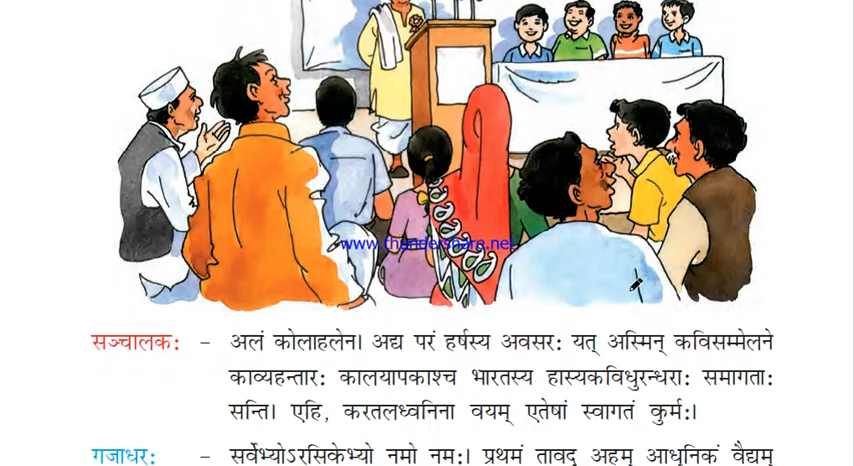 www.thundershare.net
सञ्चालकः – अलं कोलाहलेन। अद्य परं हर्षस्य अवसरः यत् अस्मिन् कविसम्मेलने
काव्यहन्तारः कालयापकाश्च भारतस्य हास्यकविधुरन्धराः समागताः
सन्ति। एहि, करतलध्वनिना वयम् एतेषां स्वागतं कुर्मः।
गजाधरः – सर्वेभ्योऽरसिकेभ्यो नमो नमः। प्रथमं तावद् अहम् आधुनिकं वैद्यम्